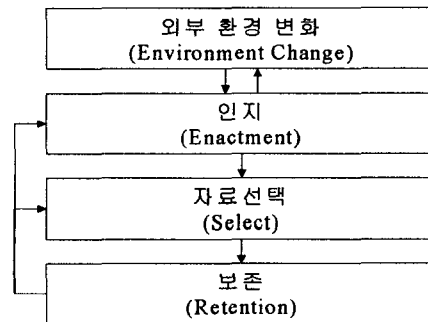 외부 환경 변화
(Environment Change)
인지
(Enactment)
자료선택
(Select)
보존
(Retention)